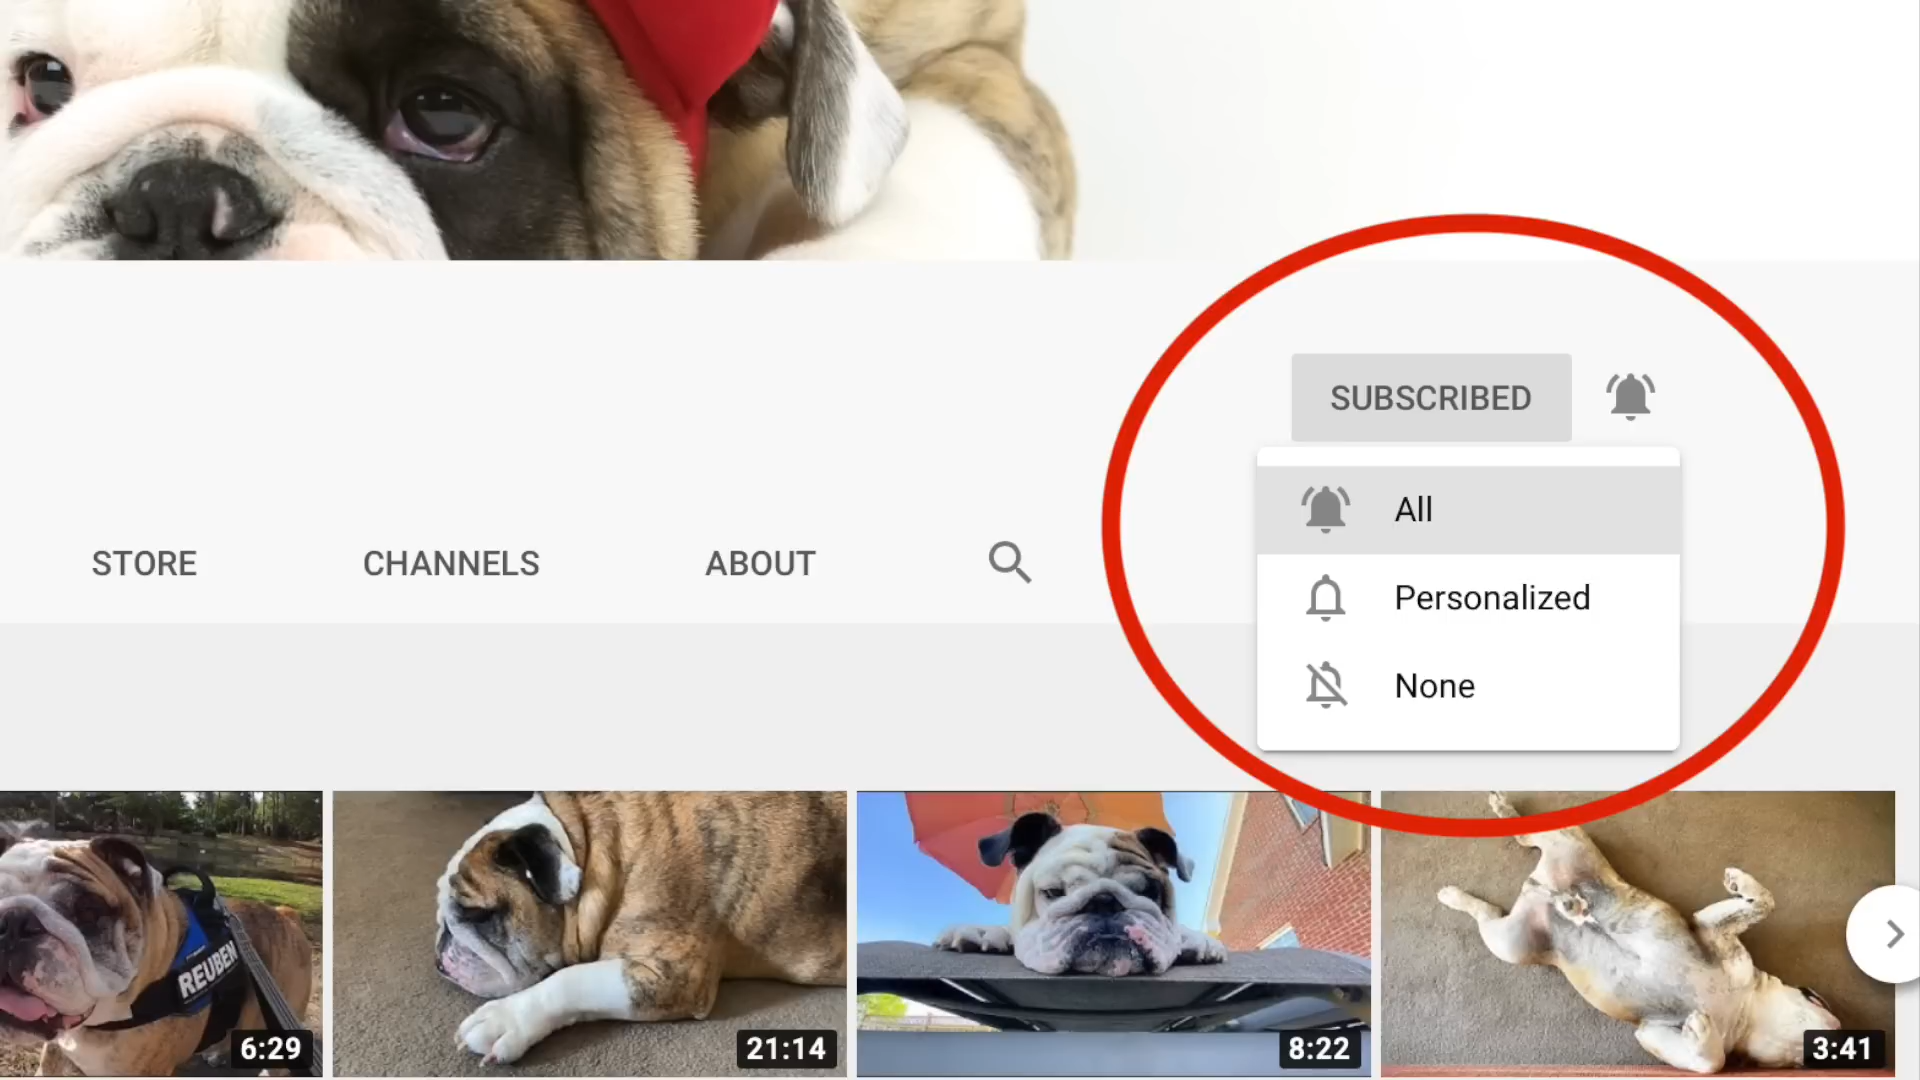 SUBSCRIBED
All
STORE
CHANNELS
ABOUT
Personalized
None
REUBEN
6:29
21:14
8:22
3:41